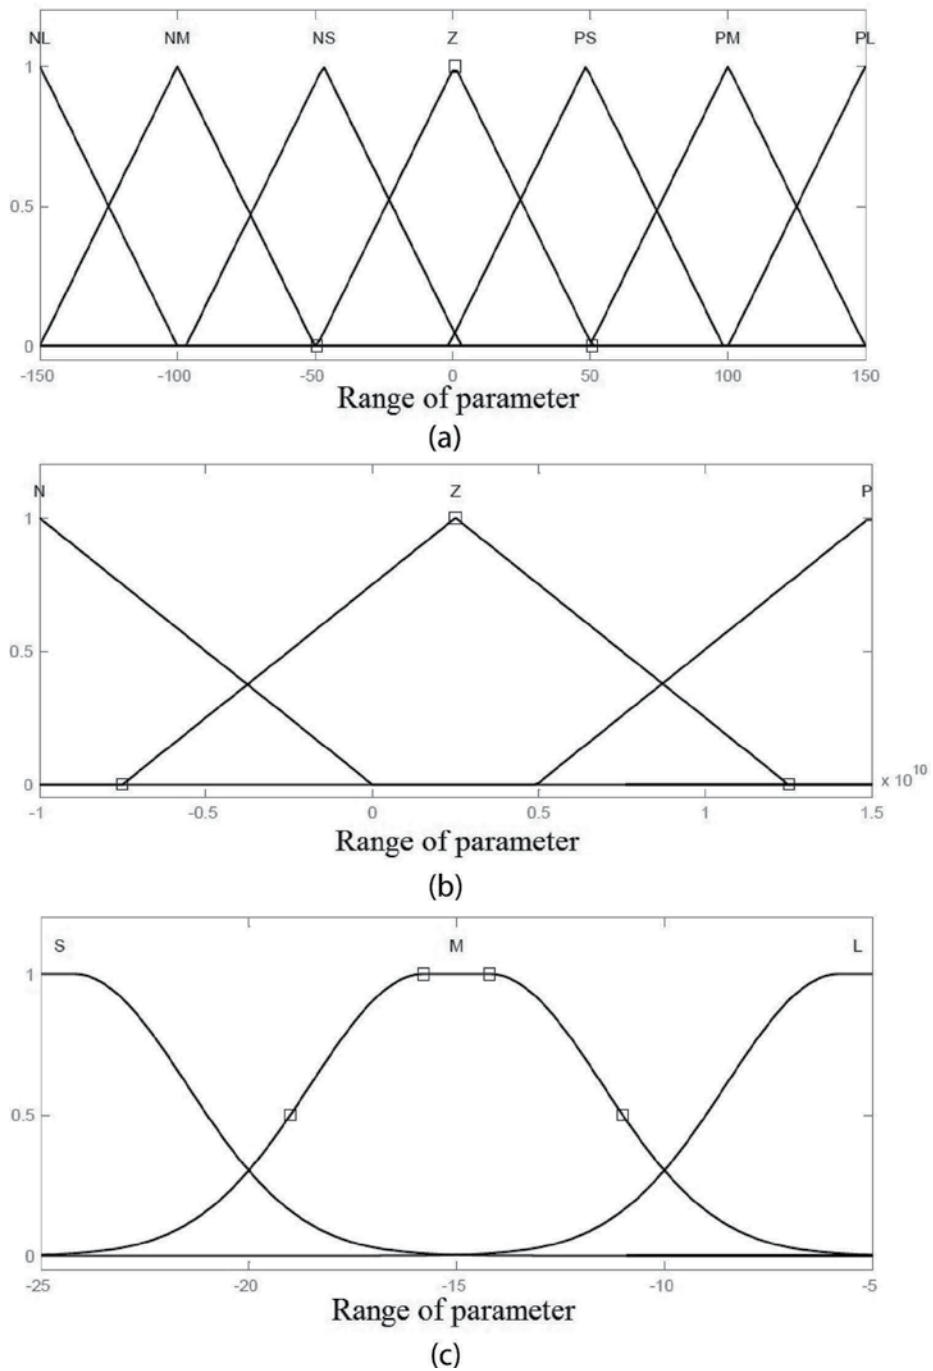 NL NM NS Z PS PM PL
1
0.5
0
-150 -100 -50 0 50 100 150
Range of parameter
(a)
N Z P
1
0.5
0
x 10^10
-1 -0.5 0 0.5 1 1.5
Range of parameter
(b)
S M L
1
0.5
0
-25 -20 -15 -10 -5
Range of parameter
(c)